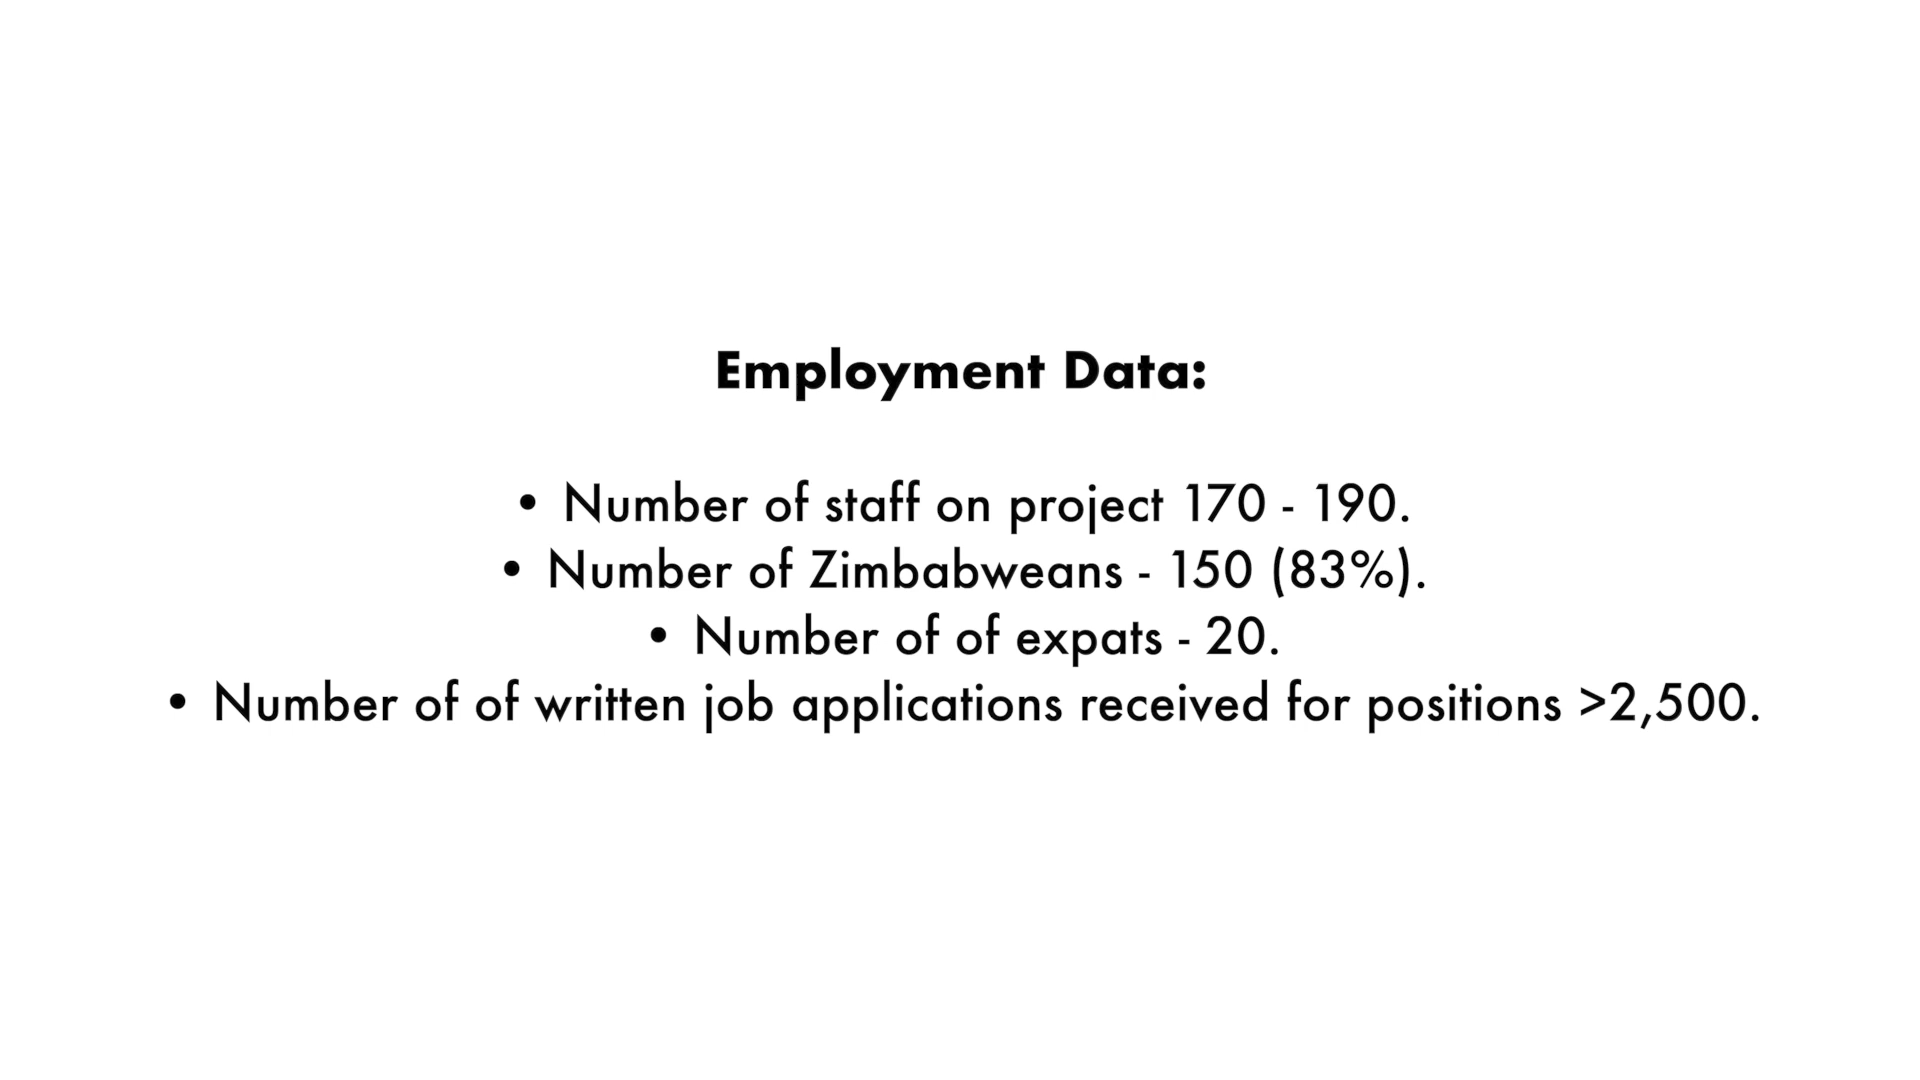 Employment Data:
• Number of staff on project 170 - 190.
• Number of Zimbabweans - 150 (83%).
• Number of of expats - 20.
• Number of of written job applications received for positions >2,500.